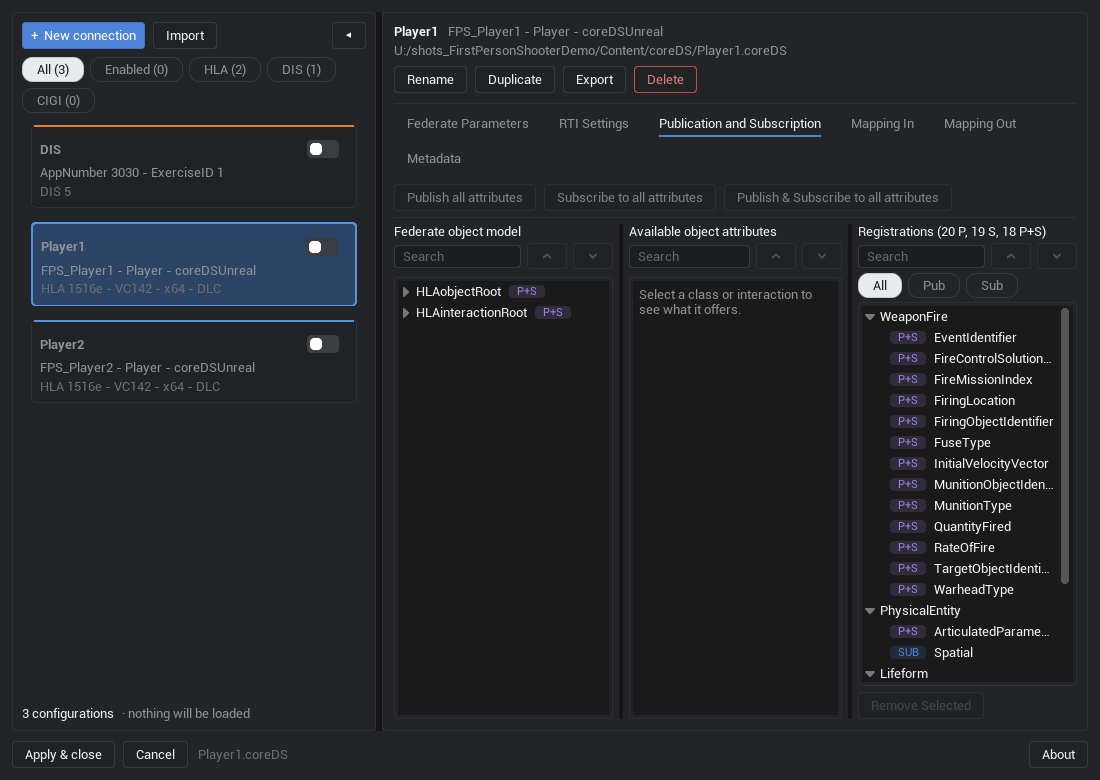 + New connection
Import
All (3)
Enabled (0)
HLA (2)
DIS (1)
CIGI (0)
DIS
AppNumber 3030 - ExerciseID 1
DIS 5
Player1
FPS_Player1 - Player - coreDSUnreal
HLA 1516e - VC142 - x64 - DLC
Player2
FPS_Player2 - Player - coreDSUnreal
HLA 1516e - VC142 - x64 - DLC
3 configurations · nothing will be loaded
Player1 FPS_Player1 - Player - coreDSUnreal
U:/shots_FirstPersonShooterDemo/Content/coreDS/Player1.coreDS
Rename
Duplicate
Export
Delete
Federate Parameters
RTI Settings
Publication and Subscription
Mapping In
Mapping Out
Metadata
Publish all attributes
Subscribe to all attributes
Publish & Subscribe to all attributes
Federate object model
Search
HLAobjectRoot P+S
HLAinteractionRoot P+S
Available object attributes
Search
Select a class or interaction to
see what it offers.
Registrations (20 P, 19 S, 18 P+S)
Search
All
Pub
Sub
WeaponFire
P+S EventIdentifier
P+S FireControlSolution...
P+S FireMissionIndex
P+S FiringLocation
P+S FiringObjectIdentifier
P+S FuseType
P+S InitialVelocityVector
P+S MunitionObjectIden...
P+S MunitionType
P+S QuantityFired
P+S RateOfFire
P+S TargetObjectIdenti...
P+S WarheadType
PhysicalEntity
P+S ArticulatedParame...
SUB Spatial
Lifeform
Remove Selected
Apply & close
Cancel
Player1.coreDS
About